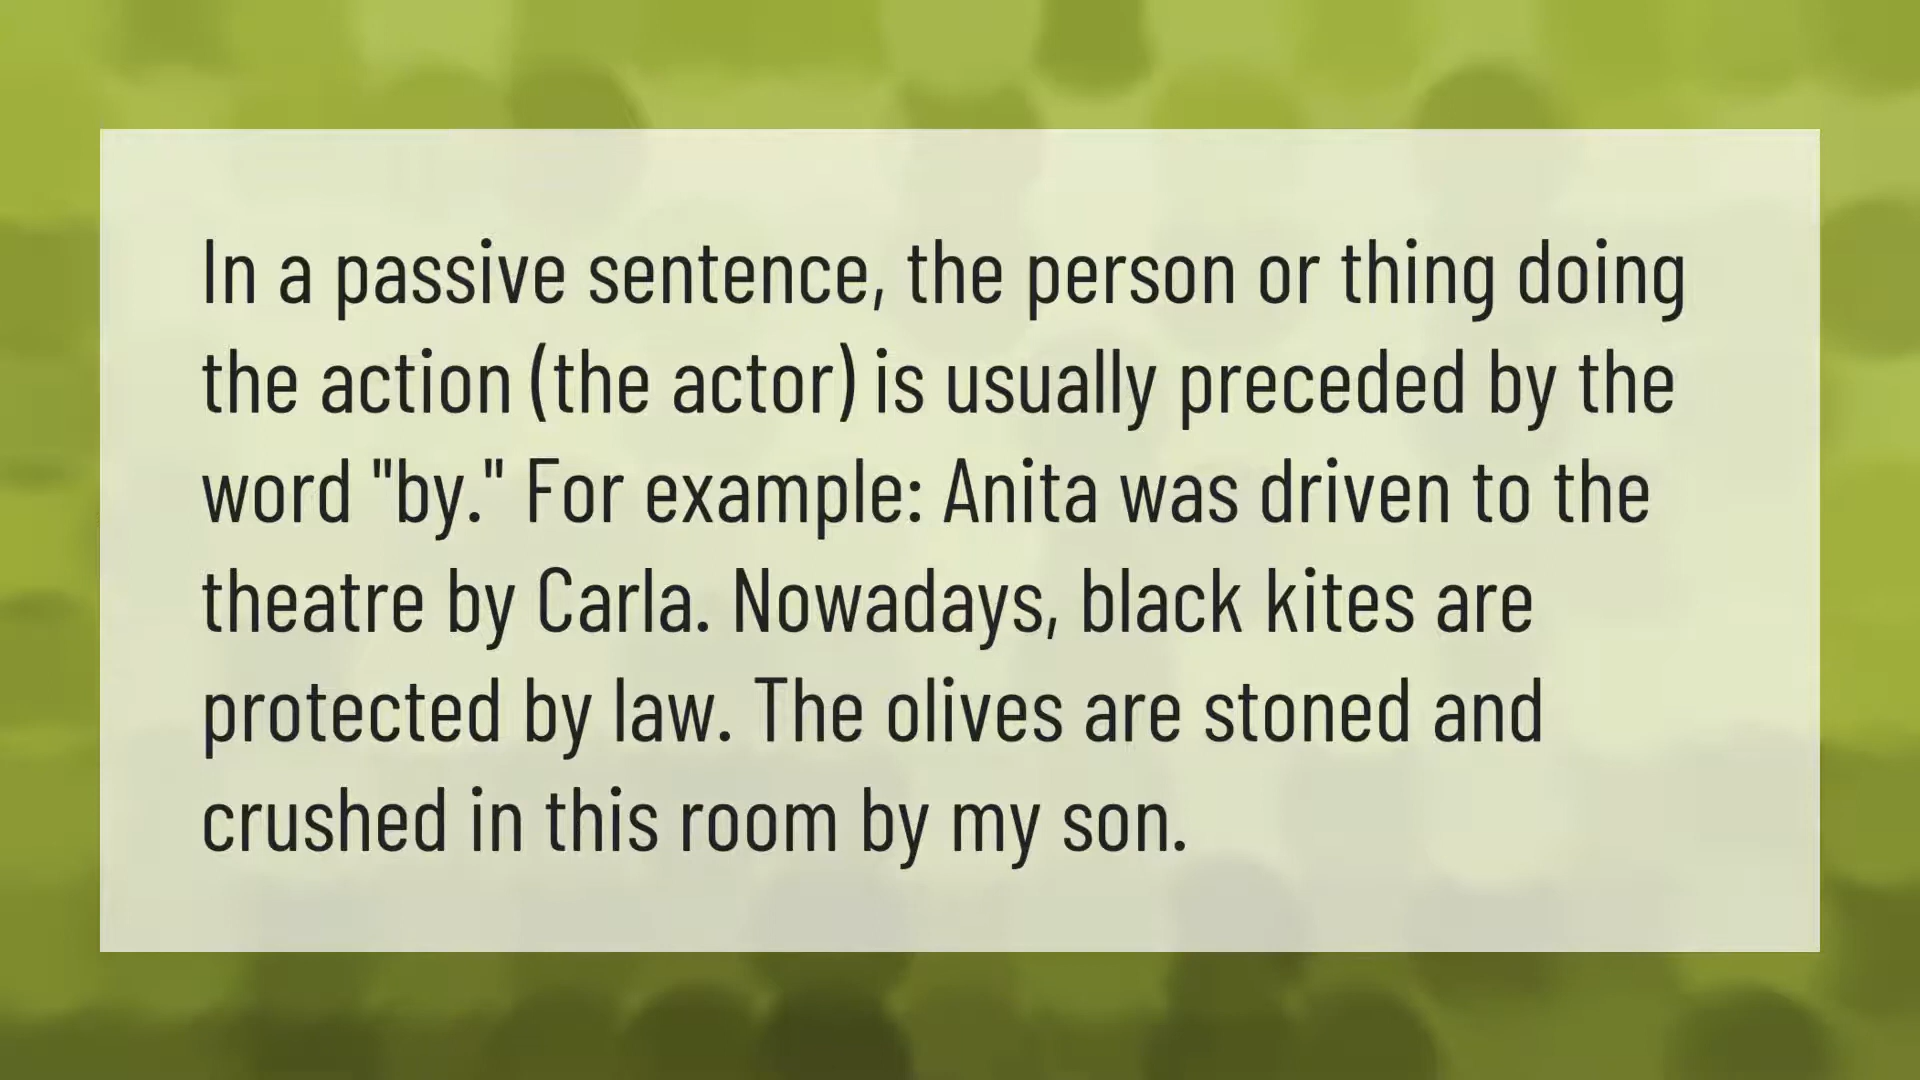 In a passive sentence, the person or thing doing
the action (the actor) is usually preceded by the
word "by." For example: Anita was driven to the
theatre by Carla. Nowadays, black kites are
protected by law. The olives are stoned and
crushed in this room by my son.